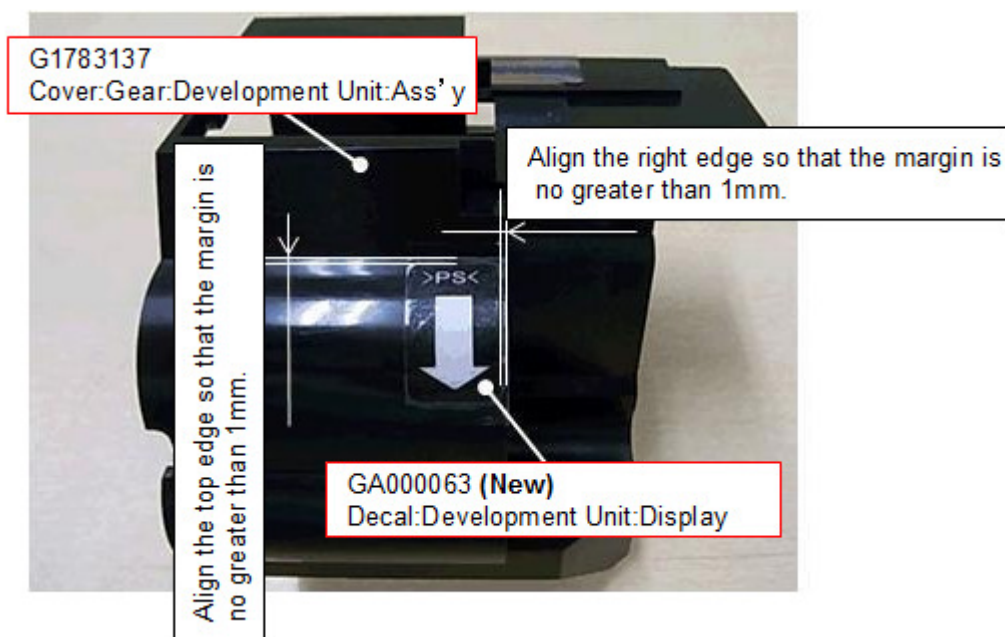 G1783137
Cover:Gear:Development Unit:Ass'y
Align the right edge so that the margin is
no greater than 1mm.
Align the top edge so that the margin is
no greater than 1mm.
>PS<
GA000063 (New)
Decal:Development Unit:Display